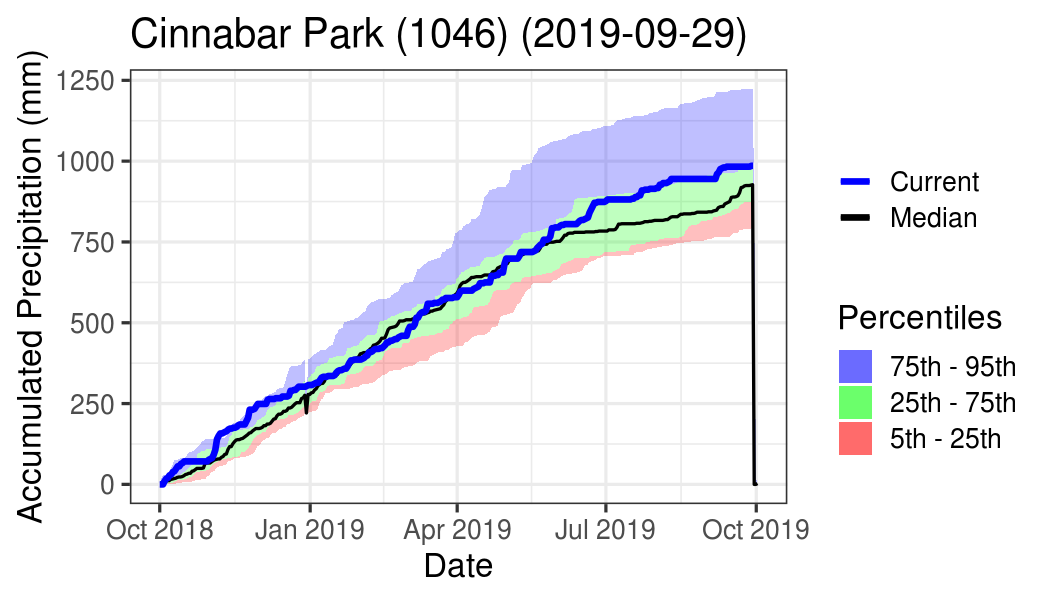 Cinnabar Park (1046) (2019-09-29)
Accumulated Precipitation (mm)
1250
1000
750
500
250
0
Oct 2018
Jan 2019
Apr 2019
Jul 2019
Oct 2019
Date
Current
Median
Percentiles
75th - 95th
25th - 75th
5th - 25th